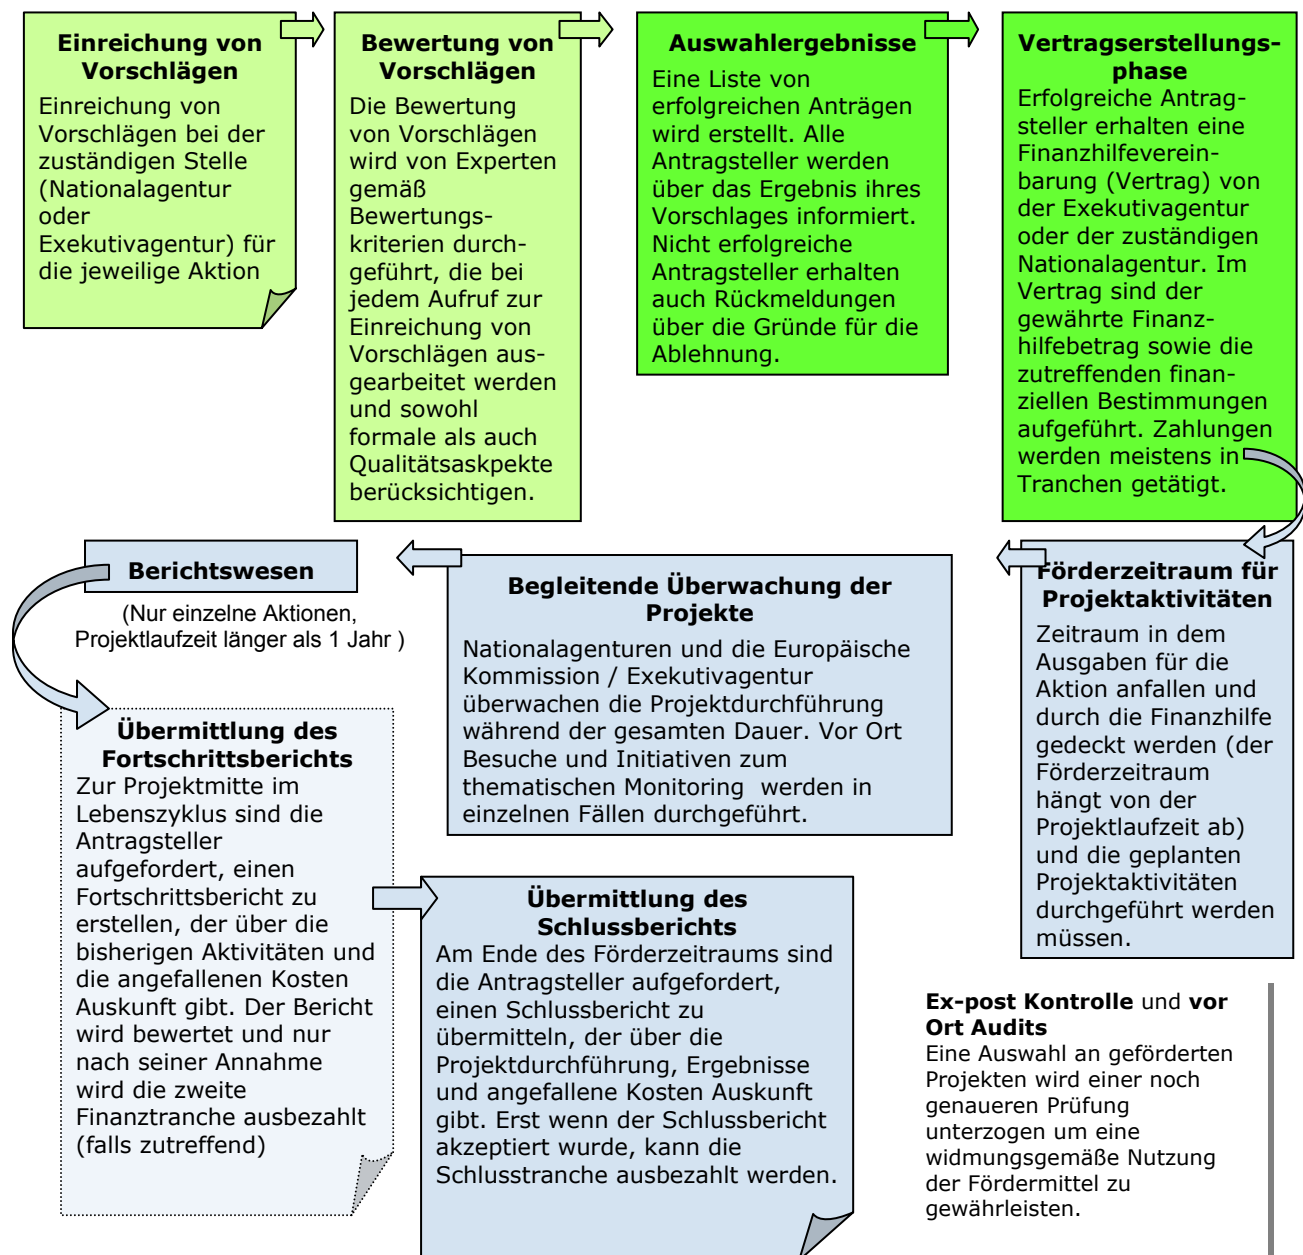 Einreichung von
Vorschlägen
Einreichung von
Vorschlägen bei der
zuständigen Stelle
(Nationalagentur
oder
Exekutivagentur) für
die jeweilige Aktion
Bewertung von
Vorschlägen
Die Bewertung
von Vorschlägen
wird von Experten
gemäß
Bewertungs-
kriterien durch-
geführt, die bei
jedem Aufruf zur
Einreichung von
Vorschlägen aus-
gearbeitet werden
und sowohl
formale als auch
Qualitätsaskpekte
berücksichtigen.
Auswahlergebnisse
Eine Liste von
erfolgreichen Anträgen
wird erstellt. Alle
Antragsteller werden
über das Ergebnis ihres
Vorschlages informiert.
Nicht erfolgreiche
Antragsteller erhalten
auch Rückmeldungen
über die Gründe für die
Ablehnung.
Vertragserstellungs-
phase
Erfolgreiche Antrag-
steller erhalten eine
Finanzhilfeverein-
barung (Vertrag) von
der Exekutivagentur
oder der zuständigen
Nationalagentur. Im
Vertrag sind der
gewährte Finanz-
hilfebetrag sowie die
zutreffenden finan-
ziellen Bestimmungen
aufgeführt. Zahlungen
werden meistens in
Tranchen getätigt.
Förderzeitraum für
Projektaktivitäten
Zeitraum in dem
Ausgaben für die
Aktion anfallen und
durch die Finanzhilfe
gedeckt werden (der
Förderzeitraum
hängt von der
Projektlaufzeit ab)
und die geplanten
Projektaktivitäten
durchgeführt werden
müssen.
Begleitende Überwachung der
Projekte
Nationalagenturen und die Europäische
Kommission / Exekutivagentur
überwachen die Projektdurchführung
während der gesamten Dauer. Vor Ort
Besuche und Initiativen zum
thematischen Monitoring  werden in
einzelnen Fällen durchgeführt.
Berichtswesen
(Nur einzelne Aktionen,
Projektlaufzeit länger als 1 Jahr )
Übermittlung des
Fortschrittsberichts
Zur Projektmitte im
Lebenszyklus sind die
Antragsteller
aufgefordert, einen
Fortschrittsbericht zu
erstellen, der über die
bisherigen Aktivitäten und
die angefallenen Kosten
Auskunft gibt. Der Bericht
wird bewertet und nur
nach seiner Annahme
wird die zweite
Finanztranche ausbezahlt
(falls zutreffend)
Übermittlung des
Schlussberichts
Am Ende des Förderzeitraums sind
die Antragsteller aufgefordert,
einen Schlussbericht zu
übermitteln, der über die
Projektdurchführung, Ergebnisse
und angefallene Kosten Auskunft
gibt. Erst wenn der Schlussbericht
akzeptiert wurde, kann die
Schlusstranche ausbezahlt werden.
Ex-post Kontrolle und vor
Ort Audits
Eine Auswahl an geförderten
Projekten wird einer noch
genaueren Prüfung
unterzogen um eine
widmungsgemäße Nutzung
der Fördermittel zu
gewährleisten.